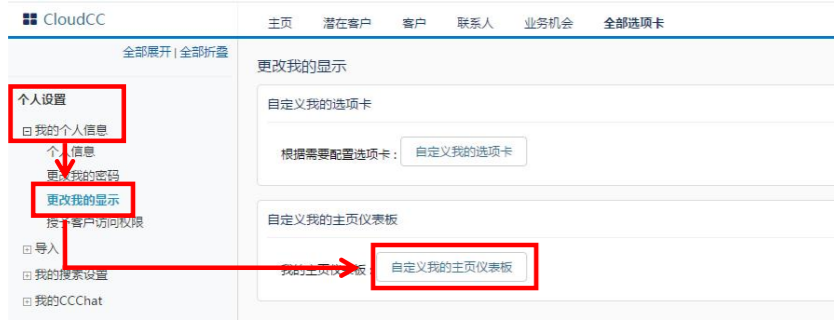 CloudCC
主页 潜在客户 客户 联系人 业务机会 全部选项卡
全部展开 | 全部折叠
个人设置
我的个人信息
个人信息
更改我的密码
更改我的显示
授予客户访问权限
导入
我的搜索设置
我的CCChat
更改我的显示
自定义我的选项卡
根据需要配置选项卡: 自定义我的选项卡
自定义我的主页仪表板
我的主页仪表板: 自定义我的主页仪表板